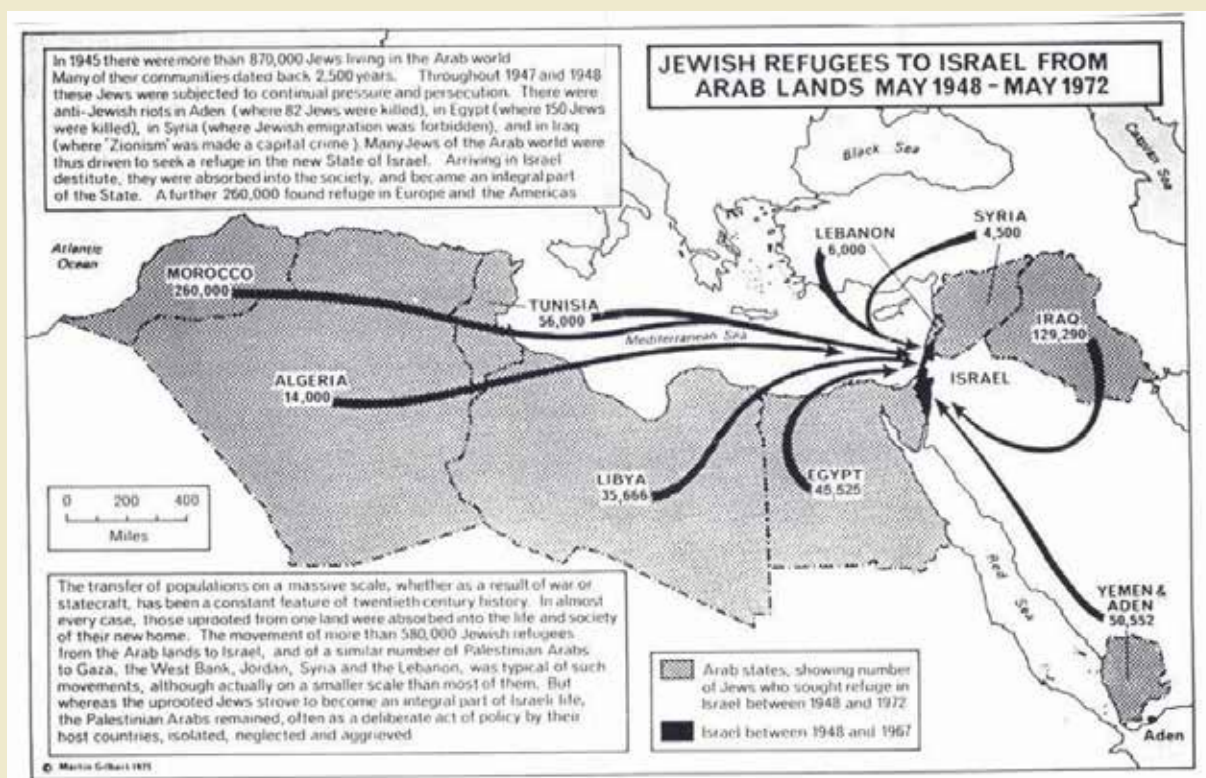 In 1945 there were more than 870,000 Jews living in the Arab world
Many of their communities dated back 2,500 years. Throughout 1947 and 1948
these Jews were subjected to continual pressure and persecution. There were
anti-Jewish riots in Aden (where 82 Jews were killed), in Egypt (where 150 Jews
were killed), in Syria (where Jewish emigration was forbidden), and in Iraq
(where 'Zionism' was made a capital crime). Many Jews of the Arab world were
thus driven to seek a refuge in the new State of Israel. Arriving in Israel
destitute, they were absorbed into the society, and became an integral part
of the State. A further 260,000 found refuge in Europe and the Americas
JEWISH REFUGEES TO ISRAEL FROM
ARAB LANDS MAY 1948 – MAY 1972
Black Sea
Caspian Sea
Atlantic
Ocean
SYRIA
4,500
LEBANON
6,000
MOROCCO
260,000
TUNISIA
56,000
IRAQ
129,290
Mediterranean Sea
ALGERIA
14,000
ISRAEL
LIBYA
35,666
EGYPT
45,525
0 200 400
Miles
Red Sea
YEMEN &
ADEN
50,552
Aden
The transfer of populations on a massive scale, whether as a result of war or
statecraft, has been a constant feature of twentieth century history. In almost
every case, those uprooted from one land were absorbed into the life and society
of their new home. The movement of more than 580,000 Jewish refugees
from the Arab lands to Israel, and of a similar number of Palestinian Arabs
to Gaza, the West Bank, Jordan, Syria and the Lebanon, was typical of such
movements, although actually on a smaller scale than most of them. But
whereas the uprooted Jews strove to become an integral part of Israeli life,
the Palestinian Arabs remained, often as a deliberate act of policy by their
host countries, isolated, neglected and aggrieved
Arab states, showing number
of Jews who sought refuge in
Israel between 1948 and 1972
Israel between 1948 and 1967
© Martin Gilbert 1975